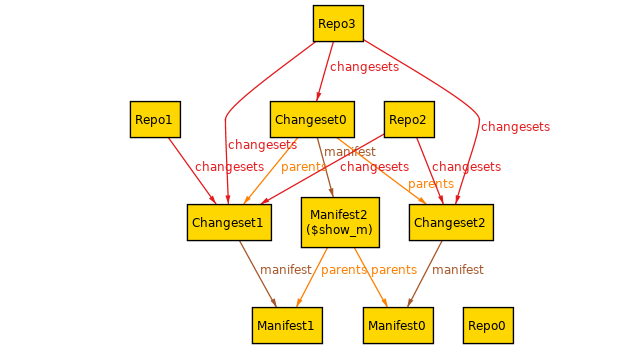 Repo3
changesets
Repo1
Changeset0
Repo2
changesets
changesets
manifest
changesets
parents
changesets
changesets
parents
Changeset1
Manifest2
($show_m)
Changeset2
manifest
parents
parents
manifest
Manifest1
Manifest0
Repo0